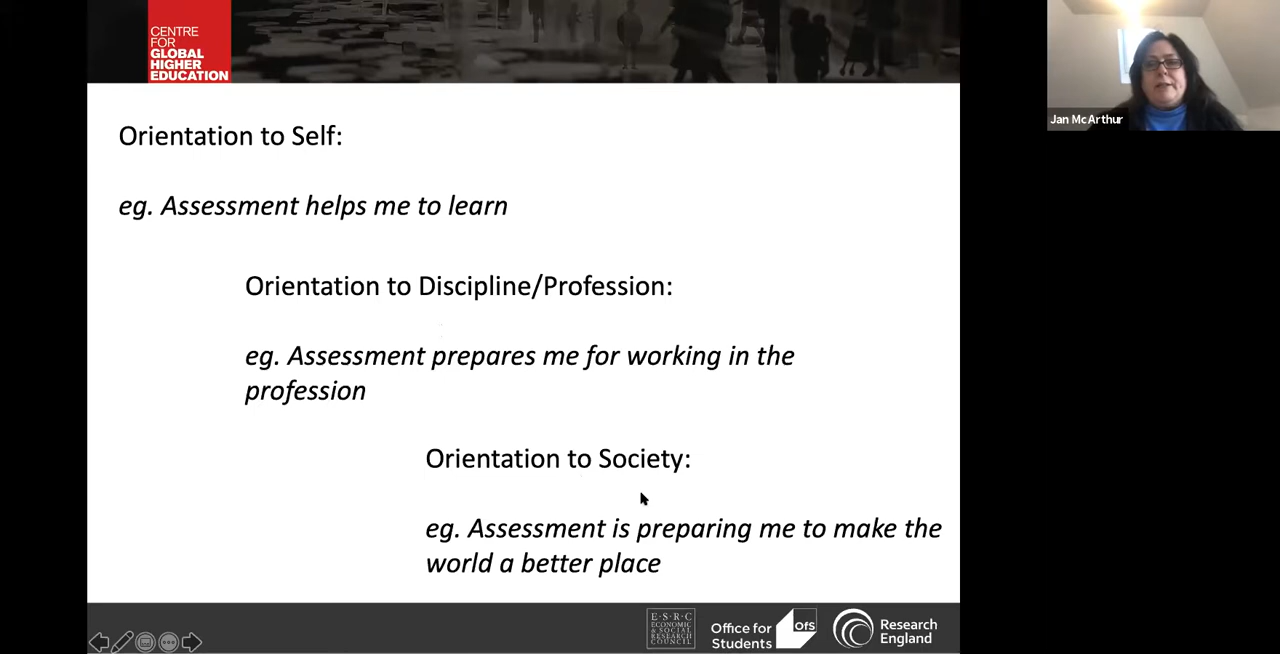 CENTRE
FOR
GLOBAL
HIGHER
EDUCATION
Jan McArthur
Orientation to Self:
eg. Assessment helps me to learn
Orientation to Discipline/Profession:
eg. Assessment prepares me for working in the
profession
Orientation to Society:
eg. Assessment is preparing me to make the
world a better place
E·S·R·C
ECONOMIC
& SOCIAL
RESEARCH
COUNCIL
Office for
Students
OfS
Research
England